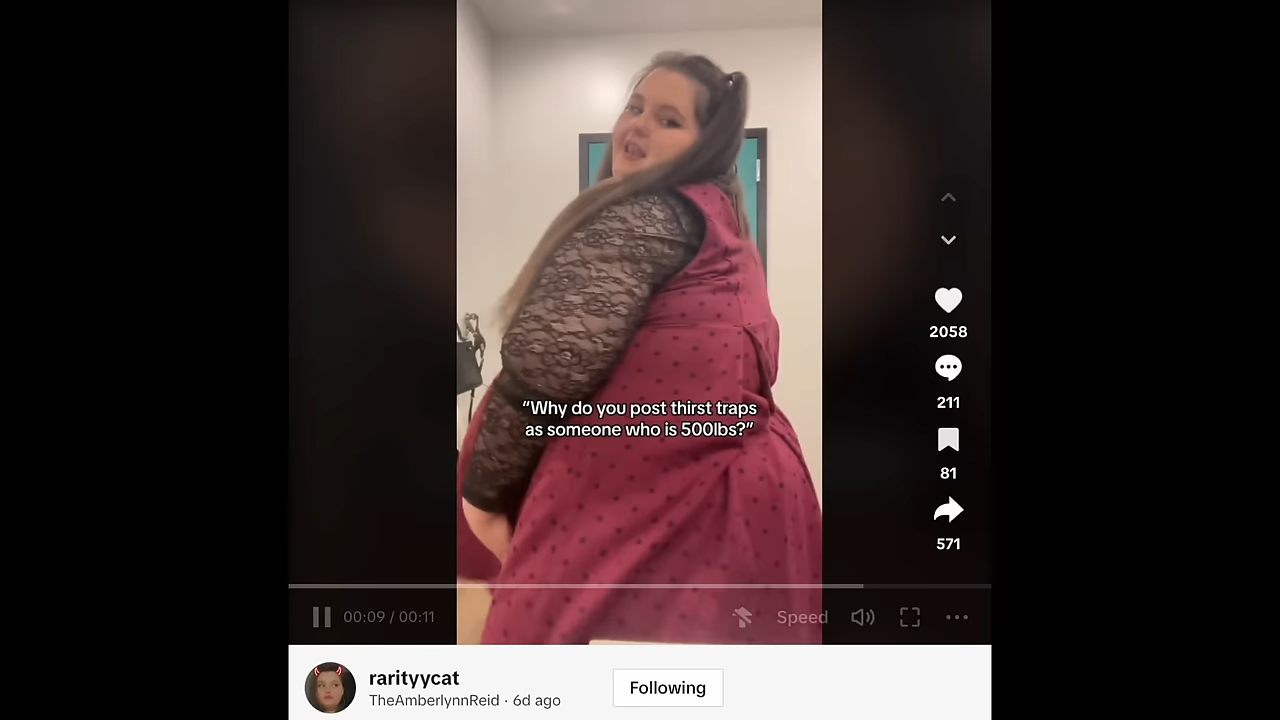 2058
"Why do you post thirst traps
as someone who is 500lbs?"
211
81
571
00:09 / 00:11
Speed
rarityycat
TheAmberlynnReid · 6d ago
Following